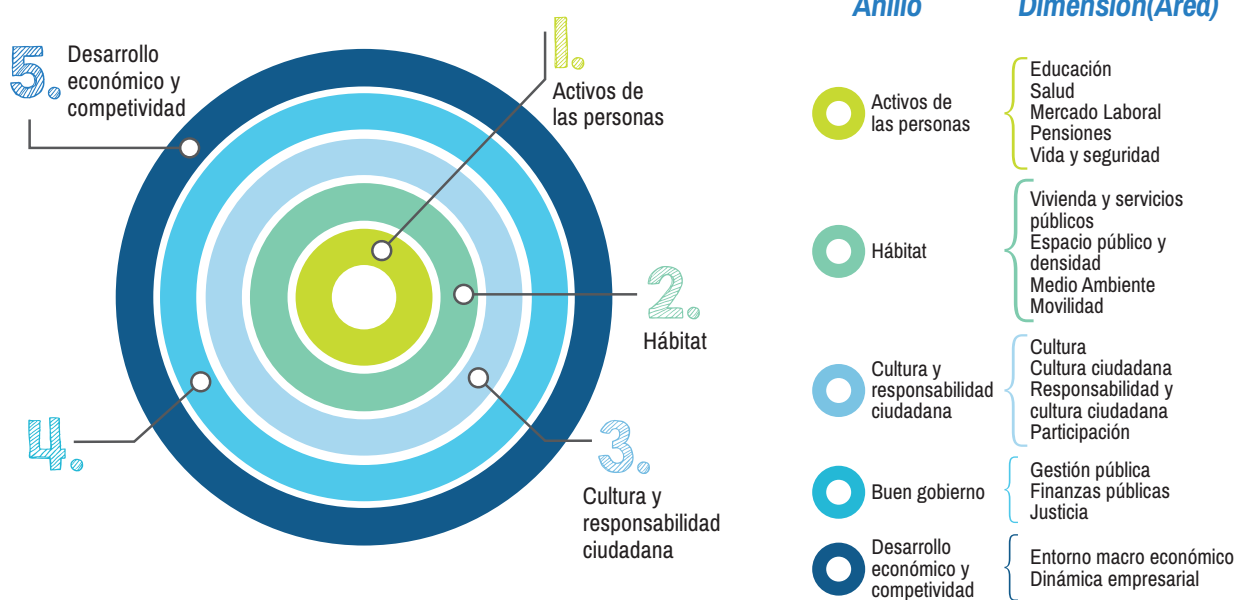 5.
Desarrollo
económico y
competividad
1.
Activos de
las personas
2.
Hábitat
3.
Cultura y
responsabilidad
ciudadana
4.
Anillo
Dimensión(Área)
Activos de
las personas
Educación
Salud
Mercado Laboral
Pensiones
Vida y seguridad
Hábitat
Vivienda y servicios
públicos
Espacio público y
densidad
Medio Ambiente
Movilidad
Cultura y
responsabilidad
ciudadana
Cultura
Cultura ciudadana
Responsabilidad y
cultura ciudadana
Participación
Buen gobierno
Gestión pública
Finanzas públicas
Justicia
Desarrollo
económico y
competividad
Entorno macro económico
Dinámica empresarial